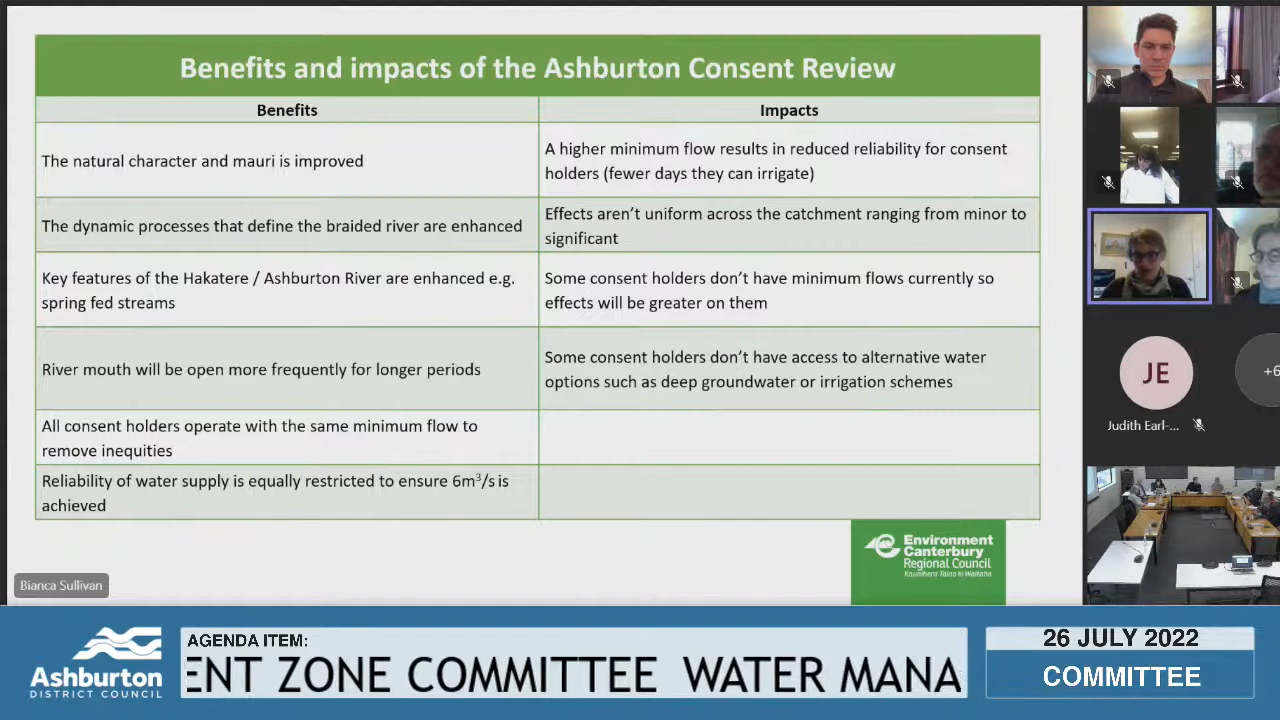 Benefits and impacts of the Ashburton Consent Review
Benefits
Impacts
The natural character and mauri is improved
A higher minimum flow results in reduced reliability for consent
holders (fewer days they can irrigate)
The dynamic processes that define the braided river are enhanced
Effects aren't uniform across the catchment ranging from minor to
significant
Key features of the Hakatere / Ashburton River are enhanced e.g.
spring fed streams
Some consent holders don't have minimum flows currently so
effects will be greater on them
River mouth will be open more frequently for longer periods
Some consent holders don't have access to alternative water
options such as deep groundwater or irrigation schemes
All consent holders operate with the same minimum flow to
remove inequities
Reliability of water supply is equally restricted to ensure 6m³/s is
achieved
Environment
Canterbury
Regional Council
Kaunihera Taiao ki Waitaha
Bianca Sullivan
JE
Judith Earl-...
+6
Ashburton
DISTRICT COUNCIL
AGENDA ITEM:
ENT ZONE COMMITTEE WATER MANA
26 JULY 2022
COMMITTEE